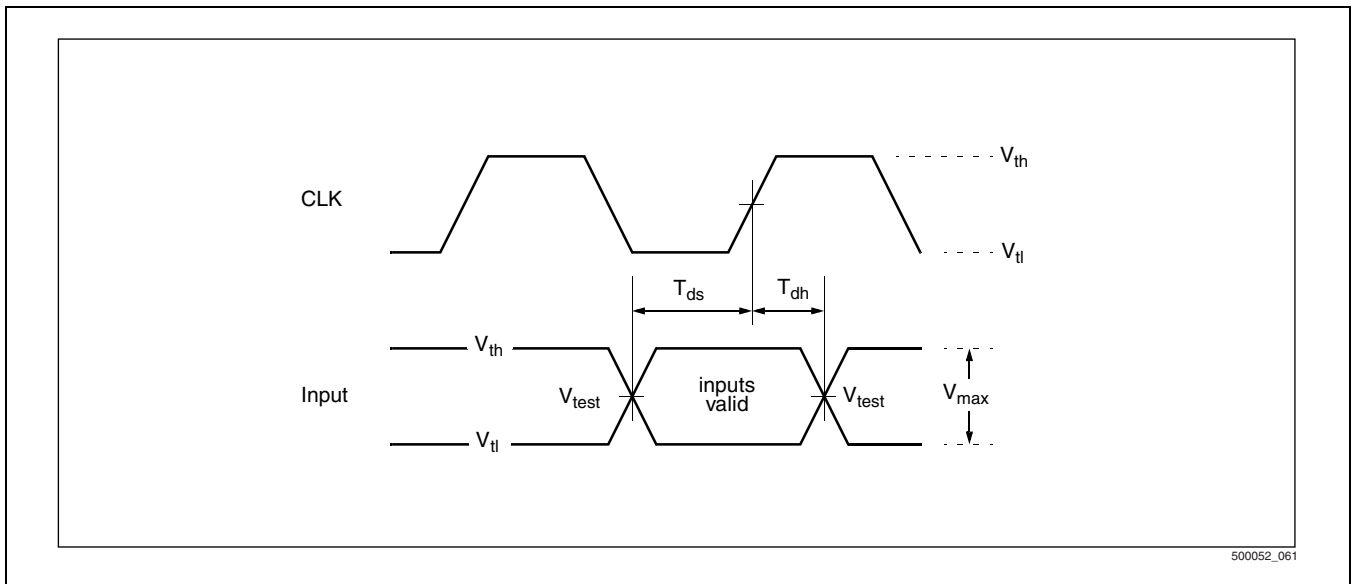 V_th
CLK
V_tl
T_ds
T_dh
V_th
inputs
valid
Input
V_test
V_test
V_max
V_tl
500052_061